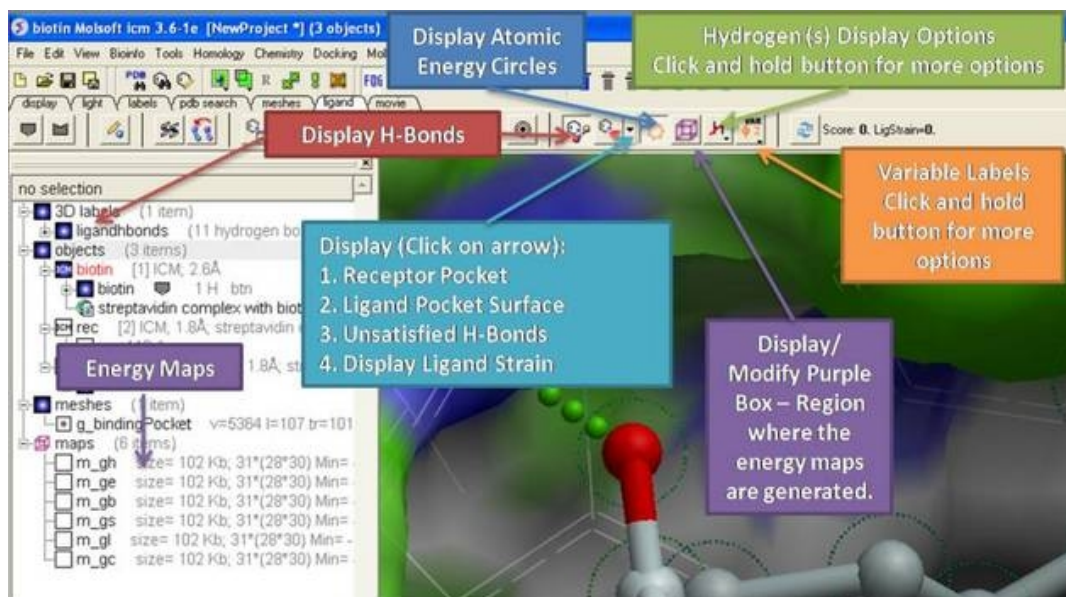 biotin Molsoft icm 3.6-1e [NewProject *] (3 objects)
File Edit View Bioinfo Tools Homology Chemistry Docking
Display Atomic
Energy Circles
Hydrogen (s) Display Options
Click and hold button for more options
PDB
R
FOG
display light labels pdb search meshes ligand movie
Display H-Bonds
Score: 0. LigStrain=0.
Variable Labels
Click and hold
button for more
options
no selection
3D labels (1 item)
ligandhbonds (11 hydrogen
objects (3 items)
ICM biotin [1] ICM, 2.6Å
biotin 1 H btn
streptavidin complex with
rec [2] ICM, 1.8Å, streptavidin
Energy Maps
1.8Å,
meshes (1 item)
g_bindingPocket v=5364 l=107 tr=101
maps (6 items)
m_gh size= 102 Kb; 31*(28*30) Min=
m_ge size= 102 Kb; 31*(28*30) Min=
m_gb size= 102 Kb; 31*(28*30) Min=
m_gs size= 102 Kb; 31*(28*30) Min=
m_gl size= 102 Kb; 31*(28*30) Min= -
m_gc size= 102 Kb; 31*(28*30) Min=
Display (Click on arrow):
1. Receptor Pocket
2. Ligand Pocket Surface
3. Unsatisfied H-Bonds
4. Display Ligand Strain
Display/
Modify Purple
Box – Region
where the
energy maps
are generated.